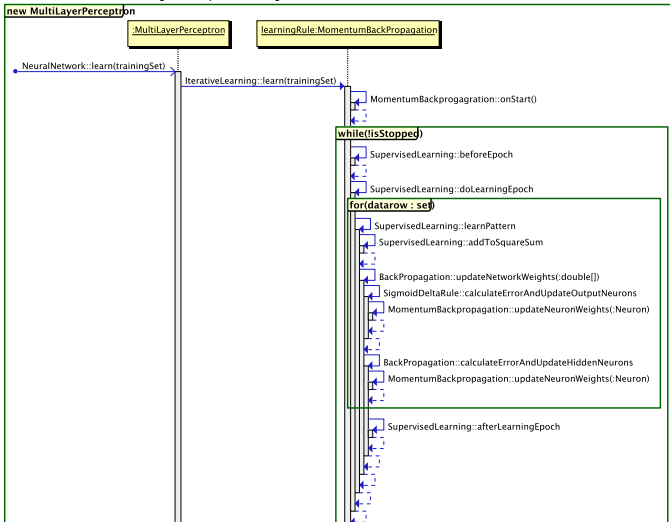 new MultiLayerPerceptron
:MultiLayerPerceptron
learningRule:MomentumBackPropagation
NeuralNetwork::learn(trainingSet)
IterativeLearning::learn(trainingSet)
MomentumBackprogagration::onStart()
while(!isStopped)
SupervisedLearning::beforeEpoch
SupervisedLearning::doLearningEpoch
for(datarow : set)
SupervisedLearning::learnPattern
SupervisedLearning::addToSquareSum
BackPropagation::updateNetworkWeights(:double[])
SigmoidDeltaRule::calculateErrorAndUpdateOutputNeurons
MomentumBackpropagation::updateNeuronWeights(:Neuron)
BackPropagation::calculateErrorAndUpdateHiddenNeurons
MomentumBackpropagation::updateNeuronWeights(:Neuron)
SupervisedLearning::afterLearningEpoch